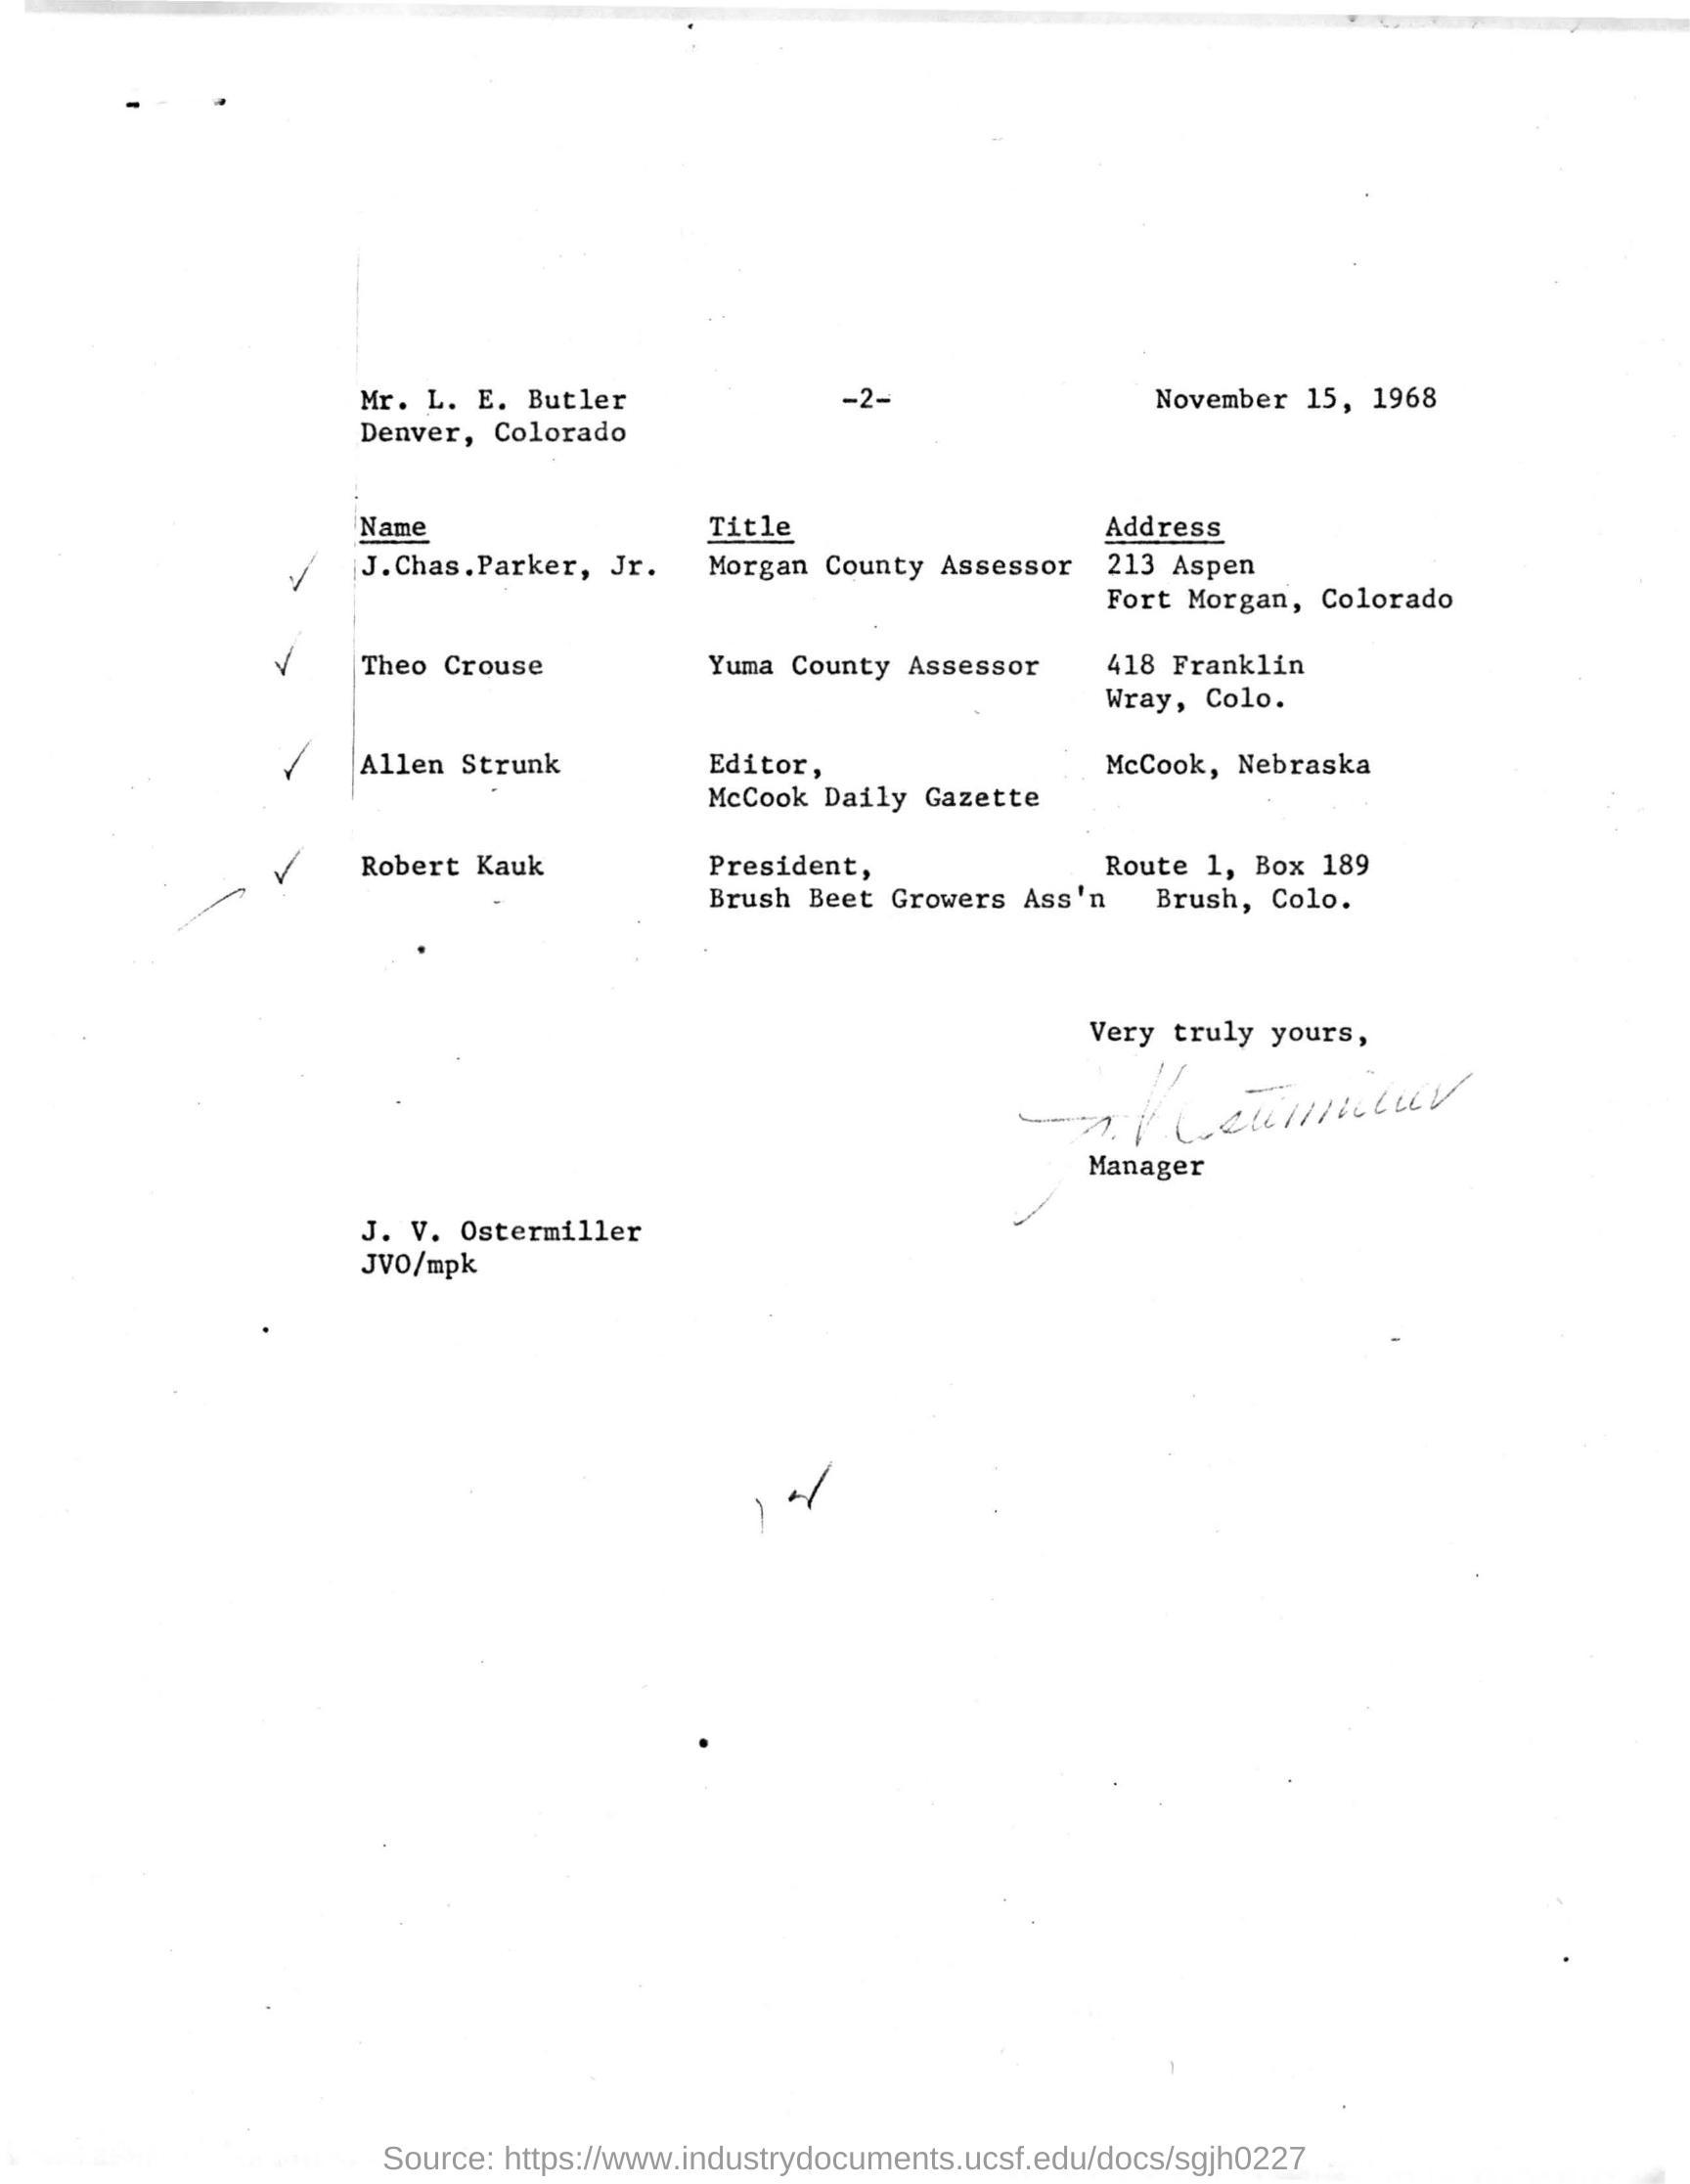 Mr. L. E. Butler -2- November 15, 1968
Denver, Colorado
Name Title Address
J.Chas.Parker, Jr. Morgan County Assessor 213 Aspen
Fort Morgan, Colorado
Theo Crouse Yuma County Assessor 418 Franklin
Wray, Colo.
Allen Strunk Editor, McCook, Nebraska
McCook Daily Gazette
Robert Kauk President, Route 1, Box 189
Brush Beet Growers Ass'n Brush, Colo.
Very truly yours,
J. V. Ostermiller
Manager
J. V. Ostermiller
JVO/mpk
Source: https://www.industrydocuments.ucsf.edu/docs/sgjh0227